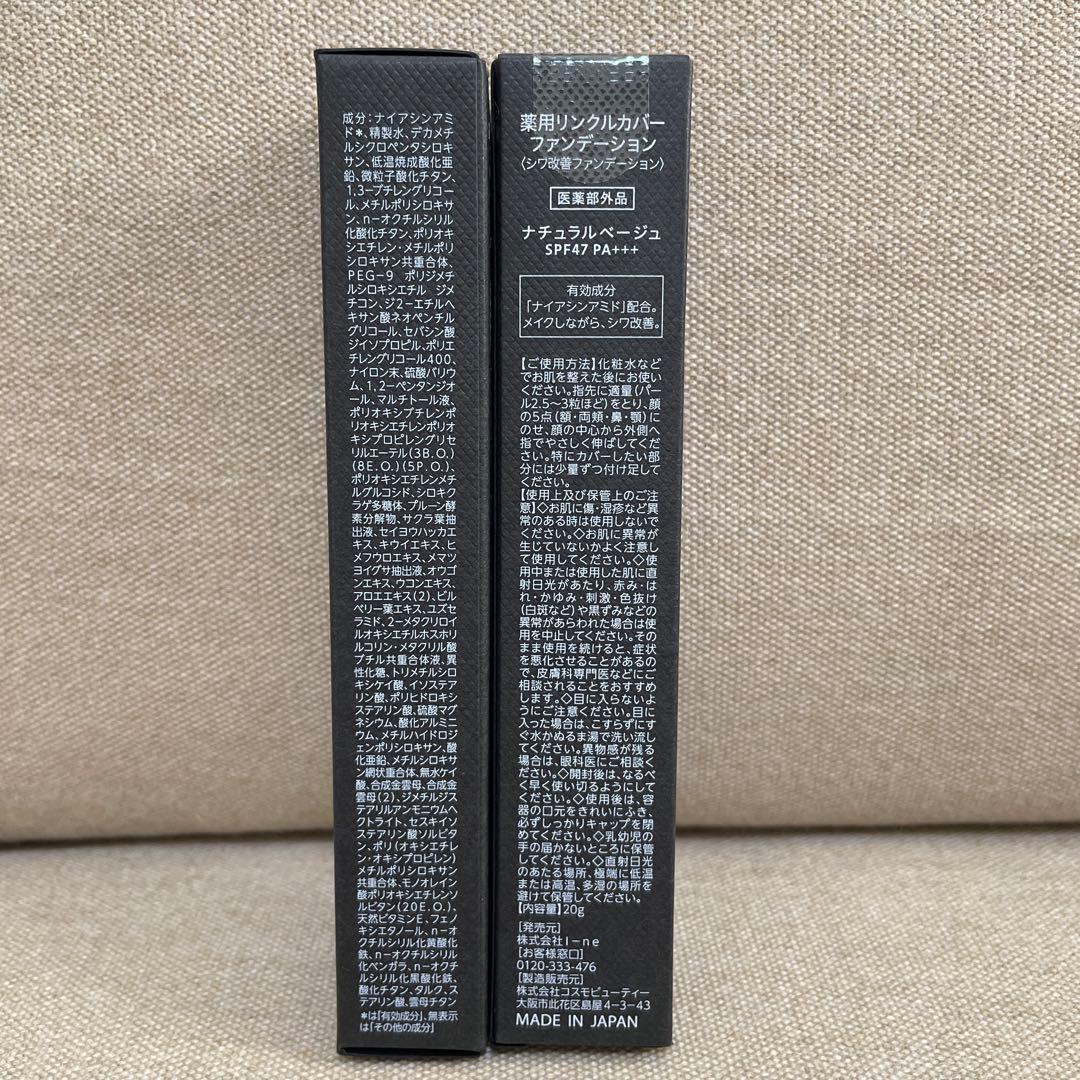 成分:ナイアシンアミ
ド*、精製水、デカメチ
ルシクロペンタシロキ
サン、低温焼成酸化亜
鉛、微粒子酸化チタン、
1,3-ブチレングリコー
ル、メチルポリシロキサ
ン、n-オクチルシリル
化酸化チタン、ポリオキ
シエチレン・メチルポリ
シロキサン共重合体、
PEG-9 ポリジメチ
ルシロキシエチル ジメ
チコン、ジ2-エチルヘ
キサン酸ネオペンチル
グリコール、セバシン酸
ジイソプロピル、ポリエ
チレングリコール400、
ナイロン末、硫酸バリウ
ム、1,2-ペンタンジオ
ール、マルチトール液、
ポリオキシブチレンポ
リオキシエチレンポリオ
キシプロピレングリセ
リルエーテル(3B.O.)
(8E.O.)(5P.O.)、
ポリオキシエチレンメチ
ルグルコシド、シロキク
ラゲ多糖体、プルーン酵
素分解物、サクラ葉抽
出液、セイヨウハッカエ
キス、キウイエキス、ヒ
メフウロエキス、メマツ
ヨイグサ抽出液、オウゴ
ンエキス、ウコンエキス、
アロエエキス(2)、ビル
ベリー葉エキス、ユズセ
ラミド、2-メタクリロイ
ルオキシエチルホスホリ
ルコリン・メタクリル酸
ブチル共重合体液、異
性化糖、トリメチルシロ
キシケイ酸、イソステア
リン酸、ポリヒドロキシ
ステアリン酸、硫酸マグ
ネシウム、酸化アルミニ
ウム、メチルハイドロジ
ェンポリシロキサン、酸
化亜鉛、メチルシロキサ
ン網状重合体、無水ケイ
酸、合成金雲母、合成金
雲母(2)、ジメチルジス
テアリルアンモニウムヘ
クトライト、セスキイソ
ステアリン酸ソルビタ
ン、ポリ(オキシエチレ
ン・オキシプロピレン)
メチルポリシロキサン
共重合体、モノオレイン
酸ポリオキシエチレンソ
ルビタン(20E.O.)、
天然ビタミンE、フェノ
キシエタノール、n-オ
クチルシリル化黄酸化
鉄、n-オクチルシリル
化ベンガラ、n-オクチ
ルシリル化黒酸化鉄、
酸化チタン、タルク、ス
テアリン酸、雲母チタン
*は「有効成分」、無表示
は「その他の成分」
薬用リンクルカバー
ファンデーション
〈シワ改善ファンデーション〉
医薬部外品
ナチュラルベージュ
SPF47 PA+++
有効成分
「ナイアシンアミド」配合。
メイクしながら、シワ改善。
【ご使用方法】化粧水など
でお肌を整えた後にお使い
ください。指先に適量(パー
ル2.5〜3粒ほど)をとり、顔
の5点(額・両頬・鼻・顎)に
のせ、顔の中心から外側へ
指でやさしく伸ばしてくだ
さい。特にカバーしたい部
分には少量ずつ付け足して
ください。
【使用上及び保管上のご注
意】◇お肌に傷・湿疹など異
常のある時は使用しないで
ください。◇お肌に異常が
生じていないかよく注意し
て使用してください。◇使
用中または使用した肌に直
射日光があたり、赤み・は
れ・かゆみ・刺激・色抜け
(白斑など)や黒ずみなどの
異常があらわれた場合は使
用を中止してください。その
まま使用を続けると、症状
を悪化させることがあるの
で、皮膚科専門医などにご
相談されることをおすすめ
します。◇目に入らないよ
うにご注意ください。目に
入った場合は、こすらずにす
ぐ水かぬるま湯で洗い流し
てください。異物感が残る
場合は、眼科医にご相談く
ださい。◇開封後は、なるべ
く早く使い切るようにして
ください。◇使用後は、容
器の口元をきれいにふき、
必ずしっかりキャップを閉
めてください。◇乳幼児の
手の届かないところに保管
してください。◇直射日光
のあたる場所、極端に低温
または高温、多湿の場所を
避けて保管してください。
【内容量】20g
[発売元]
株式会社I-ne
[お客様窓口]
0120-333-476
[製造販売元]
株式会社コスモビューティー
大阪市此花区島屋4-3-43
MADE IN JAPAN